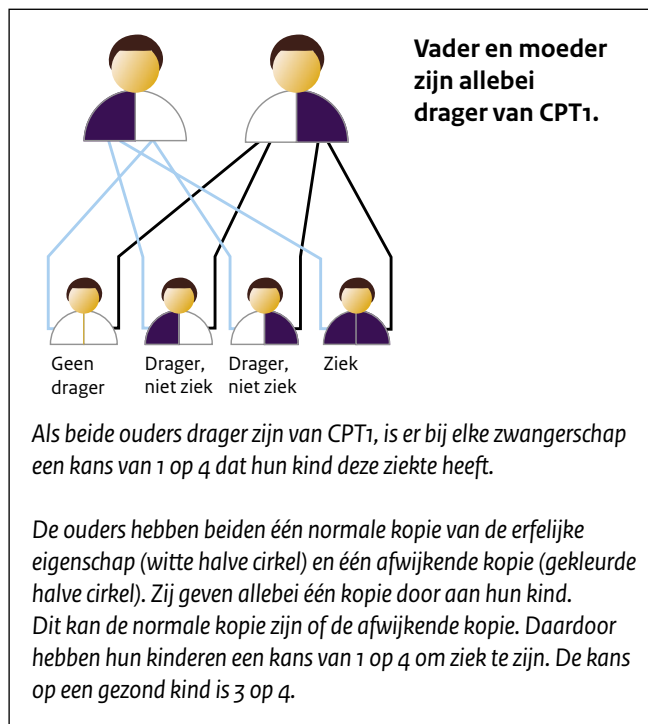 Vader en moeder
zijn allebei
drager van CPT1.
Geen
drager
Drager,
niet ziek
Drager,
niet ziek
Ziek
Als beide ouders drager zijn van CPT1, is er bij elke zwangerschap
een kans van 1 op 4 dat hun kind deze ziekte heeft.
De ouders hebben beiden één normale kopie van de erfelijke
eigenschap (witte halve cirkel) en één afwijkende kopie (gekleurde
halve cirkel). Zij geven allebei één kopie door aan hun kind.
Dit kan de normale kopie zijn of de afwijkende kopie. Daardoor
hebben hun kinderen een kans van 1 op 4 om ziek te zijn. De kans
op een gezond kind is 3 op 4.